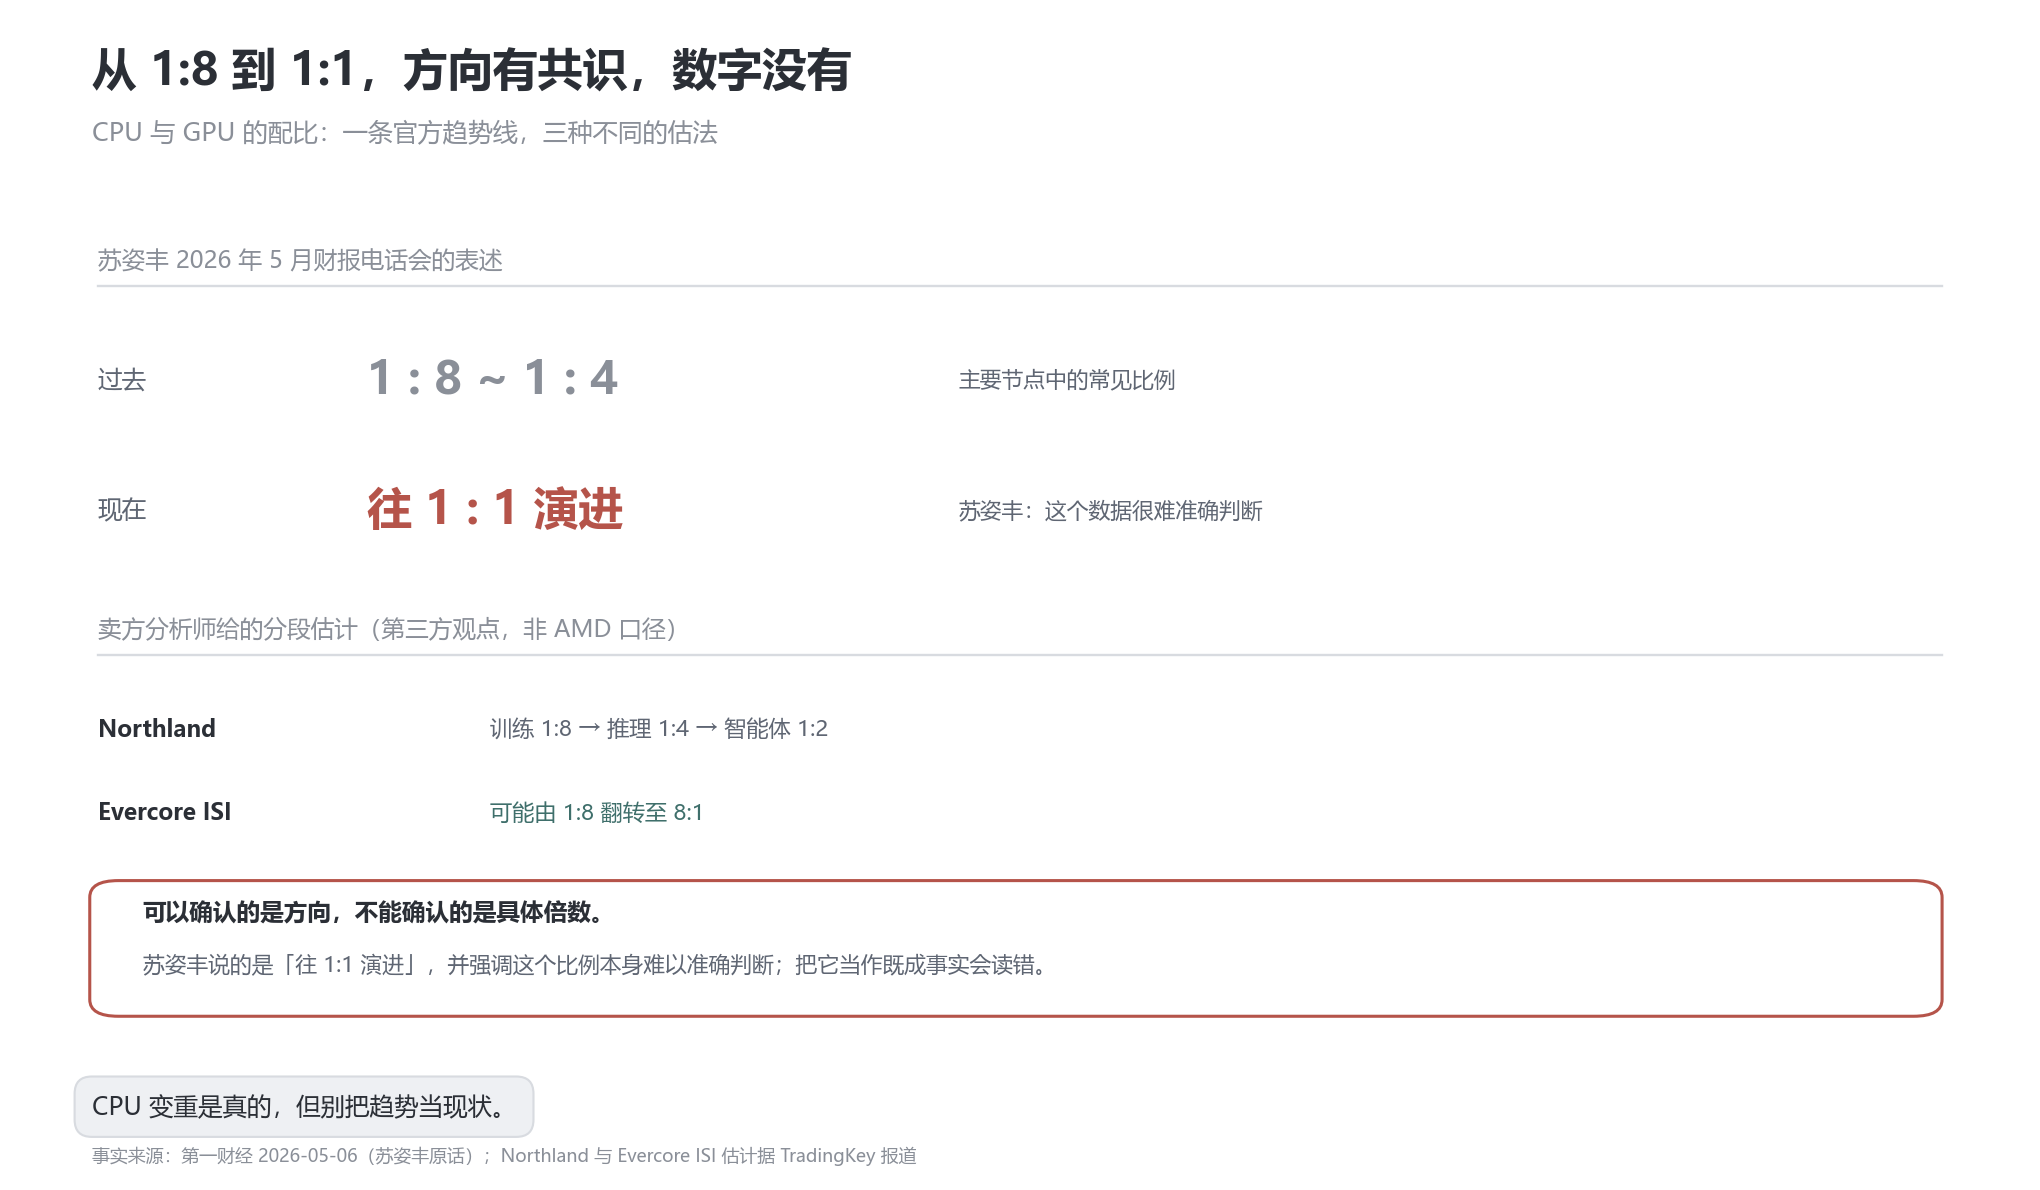 从 1:8 到 1:1，方向有共识，数字没有
CPU 与 GPU 的配比：一条官方趋势线，三种不同的估法
苏姿丰 2026 年 5 月财报电话会的表述
过去 1 : 8 ~ 1 : 4 主要节点中的常见比例
现在 往 1 : 1 演进 苏姿丰：这个数据很难准确判断
卖方分析师给的分段估计（第三方观点，非 AMD 口径）
Northland 训练 1:8 → 推理 1:4 → 智能体 1:2
Evercore ISI 可能由 1:8 翻转至 8:1
可以确认的是方向，不能确认的是具体倍数。
苏姿丰说的是「往 1:1 演进」，并强调这个比例本身难以准确判断；把它当作既成事实会读错。
CPU 变重是真的，但别把趋势当现状。
事实来源：第一财经 2026-05-06（苏姿丰原话）；Northland 与 Evercore ISI 估计据 TradingKey 报道